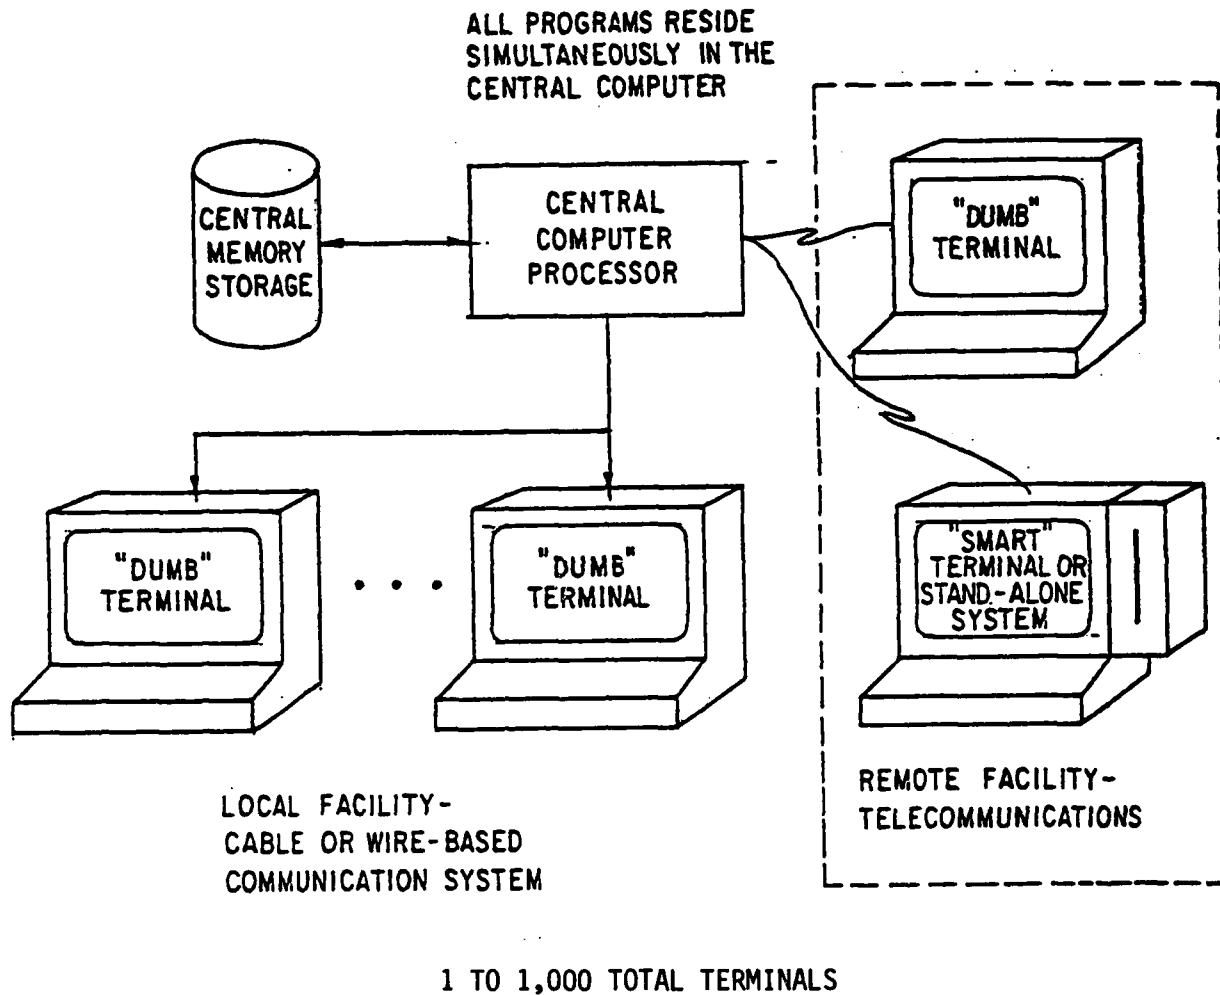 ALL PROGRAMS RESIDE
SIMULTANEOUSLY IN THE
CENTRAL COMPUTER
CENTRAL
MEMORY
STORAGE
CENTRAL
COMPUTER
PROCESSOR
"DUMB"
TERMINAL
"DUMB"
TERMINAL
"DUMB"
TERMINAL
"SMART"
TERMINAL OR
STAND-ALONE
SYSTEM
LOCAL FACILITY-
CABLE OR WIRE-BASED
COMMUNICATION SYSTEM
REMOTE FACILITY-
TELECOMMUNICATIONS
1 TO 1,000 TOTAL TERMINALS